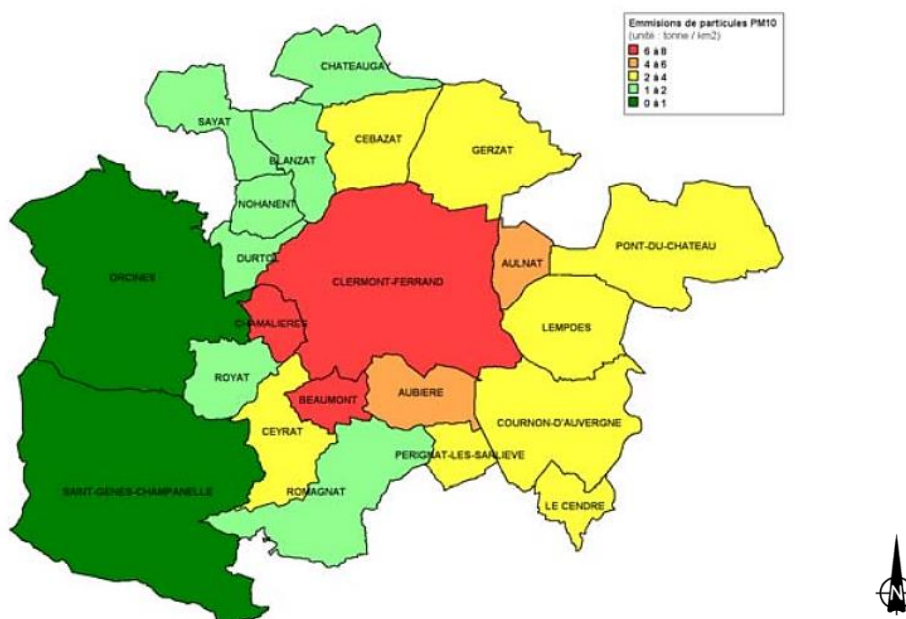 Emmisions de particules PM10
(unité : tonne / km2)
6 à 8
4 à 6
2 à 4
1 à 2
0 à 1
CHATEAUGAY
SAYAT
CEBAZAT
GERZAT
BLANZAT
NOHANENT
PONT-DU-CHATEAU
DURTOL
AULNAT
ORCINES
CLERMONT-FERRAND
CHAMALIERES
LEMPDES
ROYAT
BEAUMONT
AUBIERE
COURNON-D'AUVERGNE
CEYRAT
PERIGNAT-LES-SARLIEVE
SAINT-GENES-CHAMPANELLE
ROMAGNAT
LE CENDRE
N